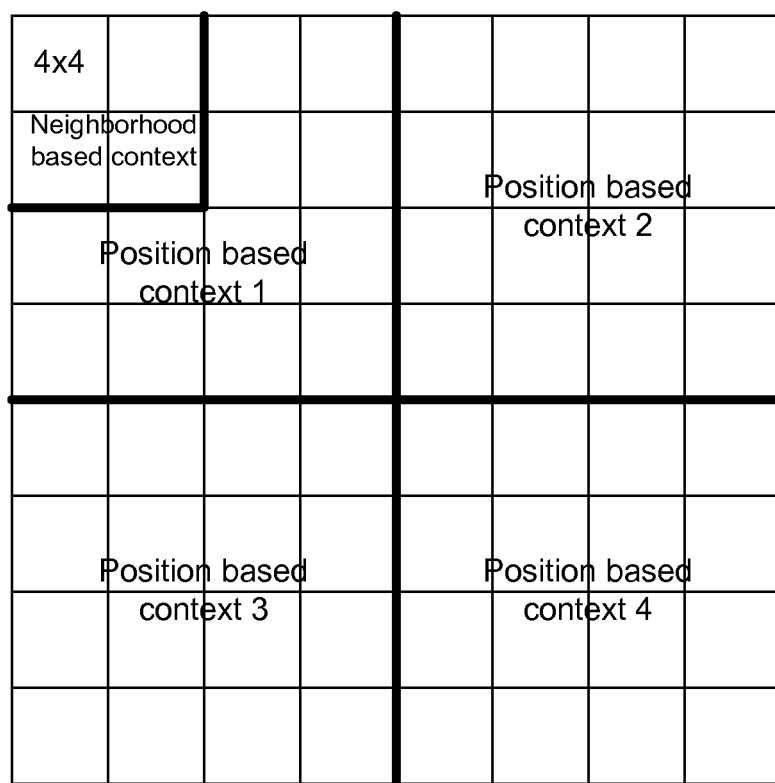 4x4
Neighborhood
based context
Position based
context 2
Position based
context 1
Position based
context 3
Position based
context 4